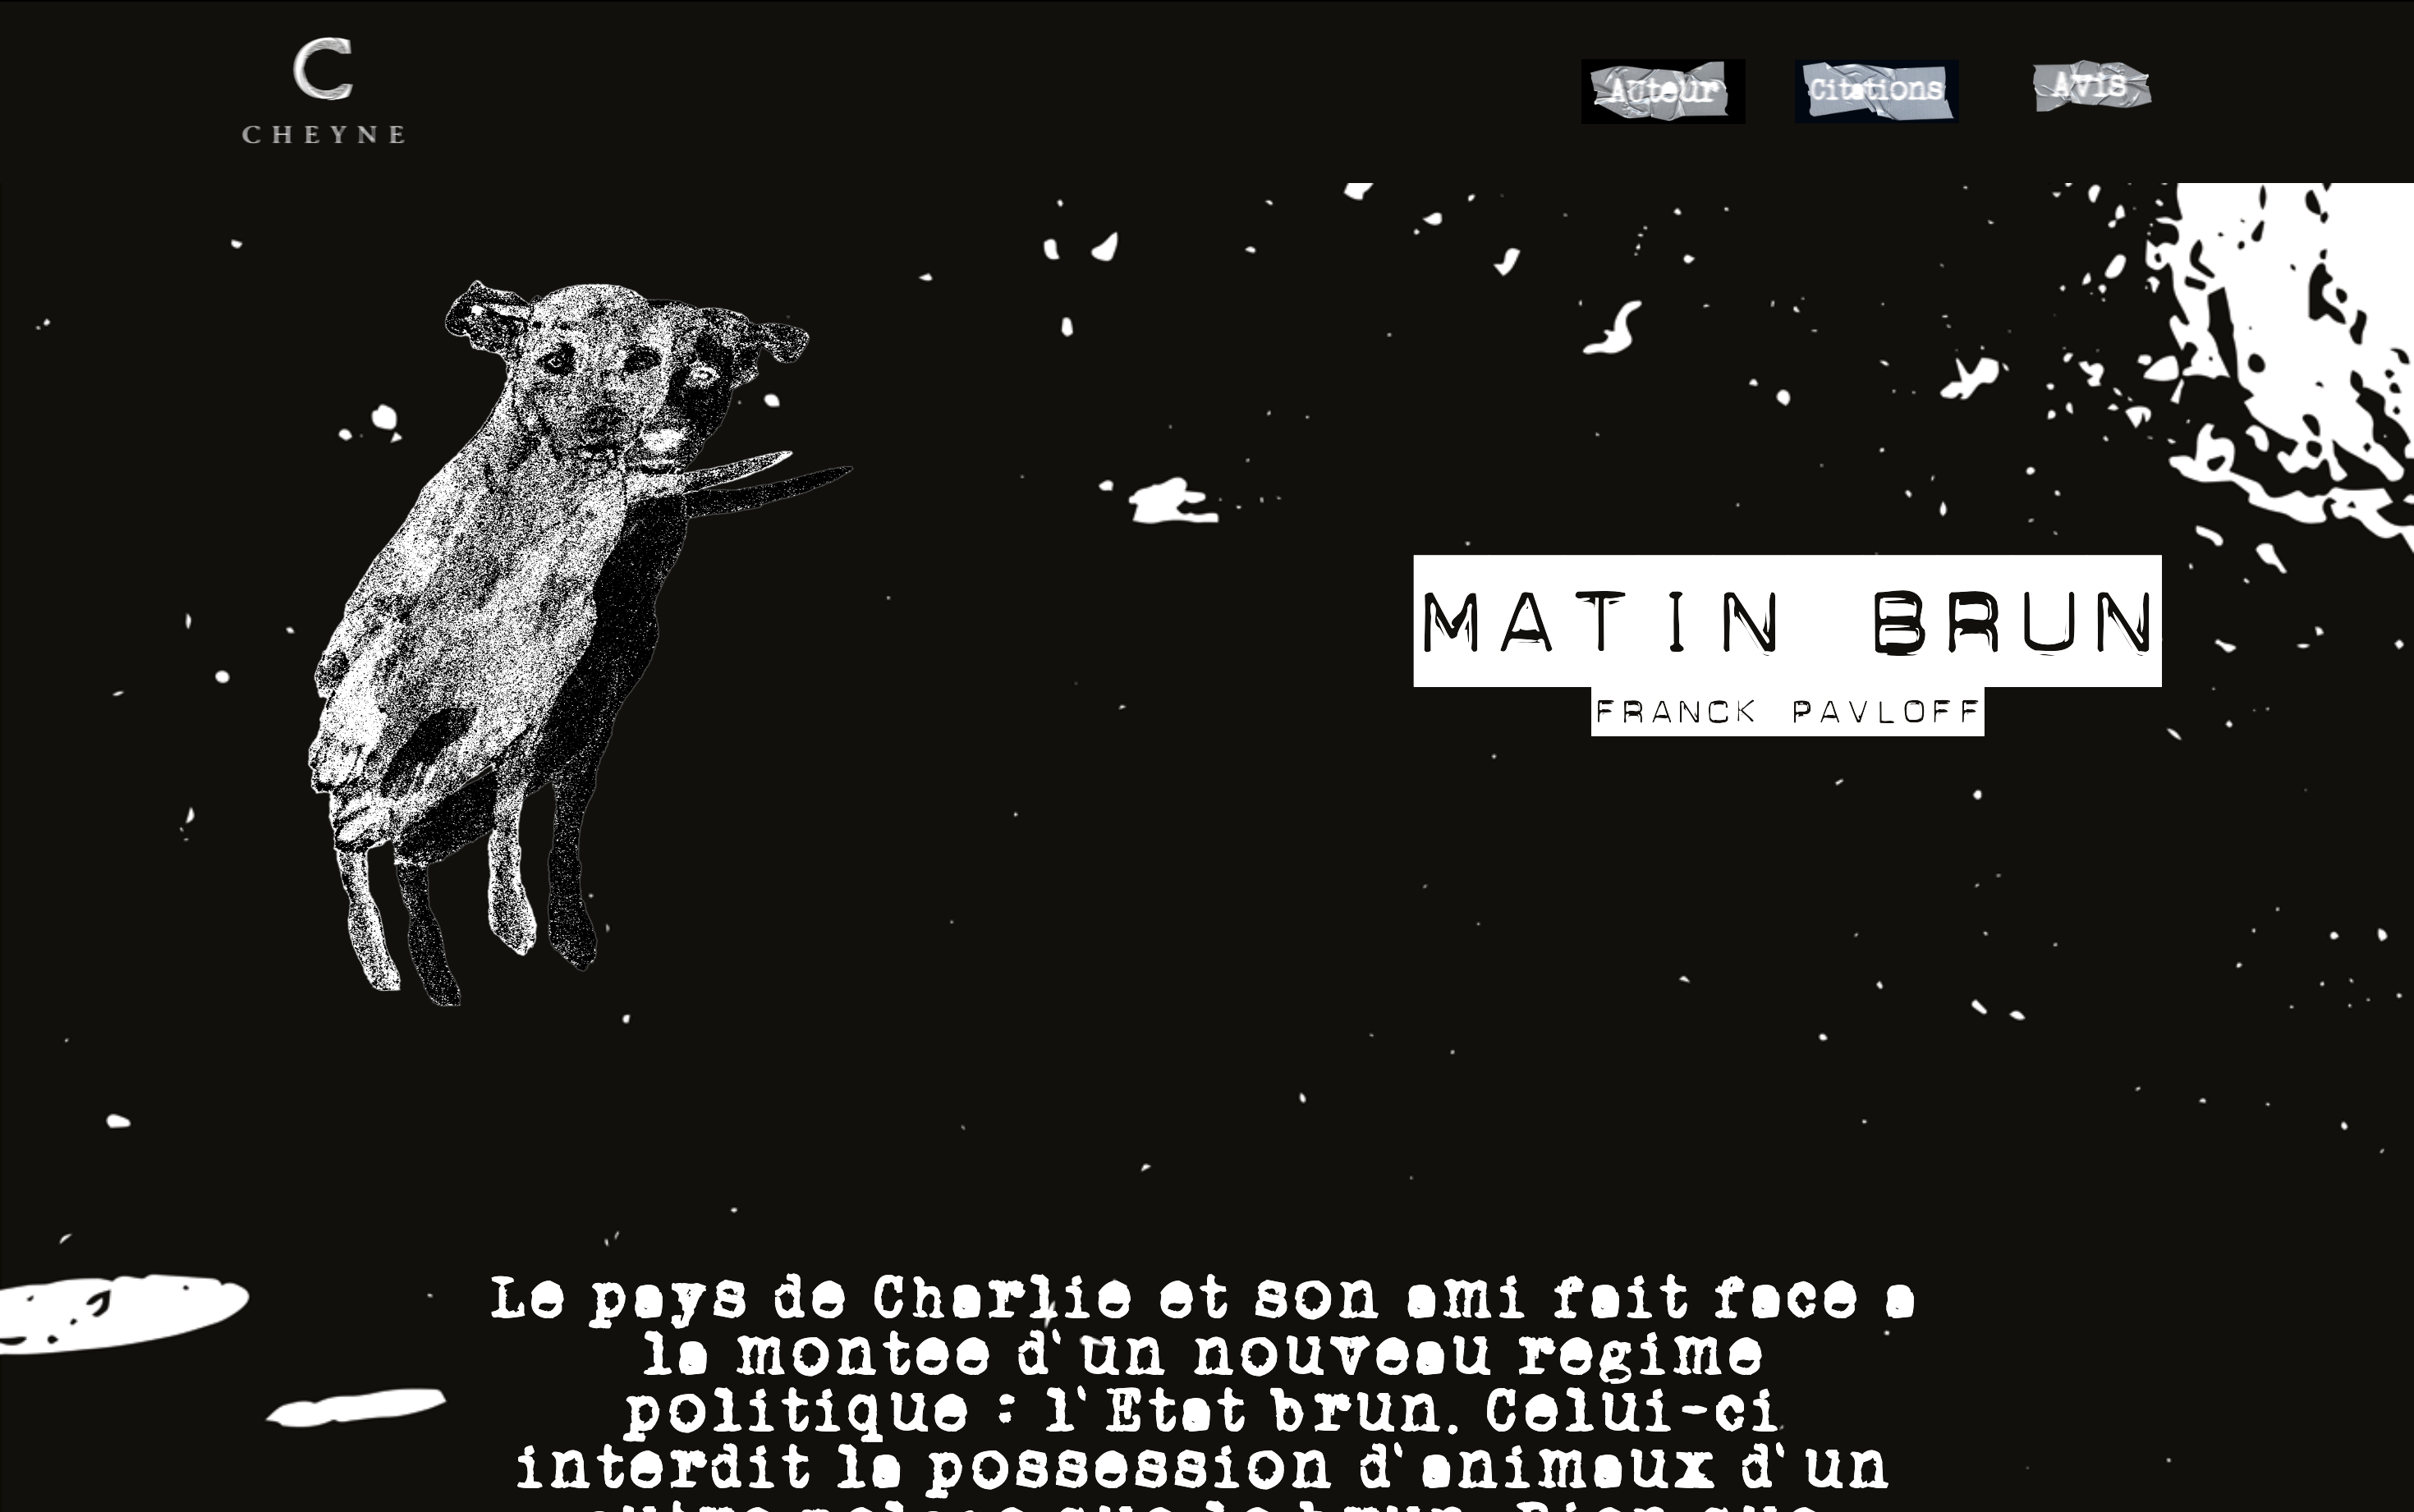 C
CHEYNE
Auteur
Citations
Avis
MATIN BRUN
FRANCK PAVLOFF
Le pays de Charlie et son ami fait face a
la montee d'un nouveau regime
politique : l'Etat brun. Celui-ci
interdit la possession d'animaux d'un